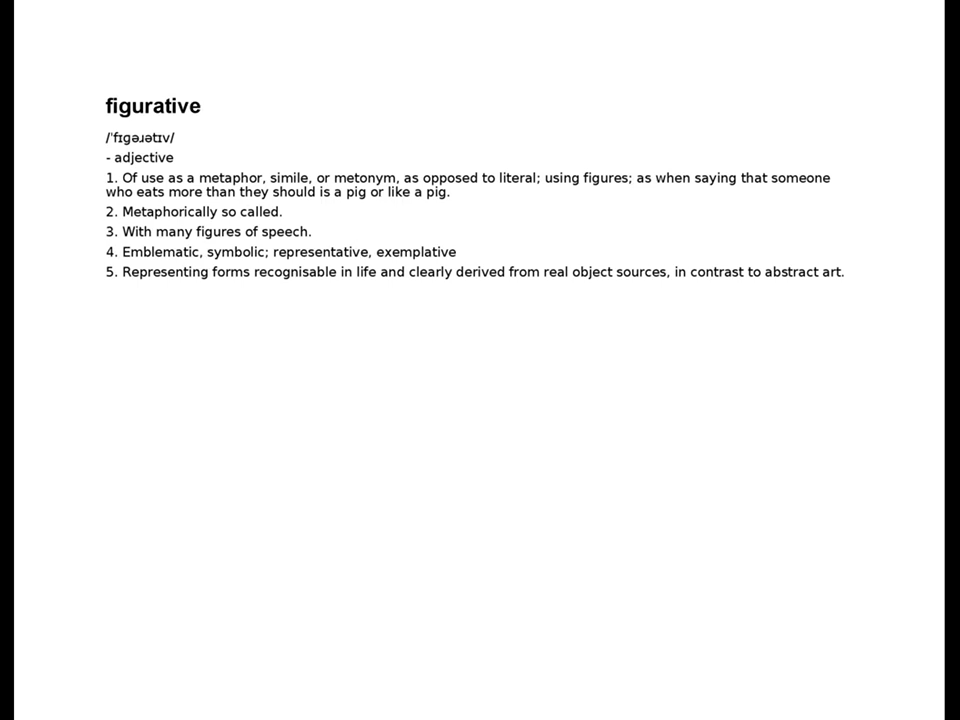 figurative
/ˈfɪɡəɹətɪv/
- adjective
1. Of use as a metaphor, simile, or metonym, as opposed to literal; using figures; as when saying that someone
who eats more than they should is a pig or like a pig.
2. Metaphorically so called.
3. With many figures of speech.
4. Emblematic, symbolic; representative, exemplative
5. Representing forms recognisable in life and clearly derived from real object sources, in contrast to abstract art.